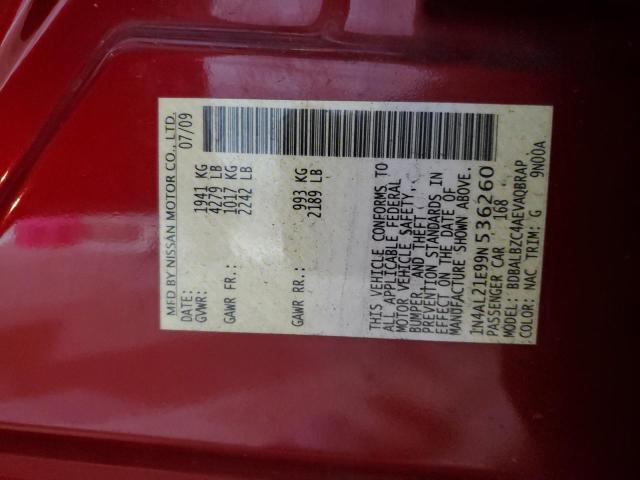 MFD BY NISSAN MOTOR CO., LTD.
DATE: 07/09
GVWR: 1941 KG
4279 LB
GAWR FR: 1017 KG
2242 LB
GAWR RR: 993 KG
2189 LB
THIS VEHICLE CONFORMS TO
ALL APPLICABLE FEDERAL
MOTOR VEHICLE SAFETY,
BUMPER, AND THEFT
PREVENTION STANDARDS IN
EFFECT ON THE DATE OF
MANUFACTURE SHOWN ABOVE.
1N4AL21E99N536260
PASSENGER CAR 168
MODEL: BDBALBZC4AEVAQBRAP
COLOR: NAC TRIM: G 9N00A